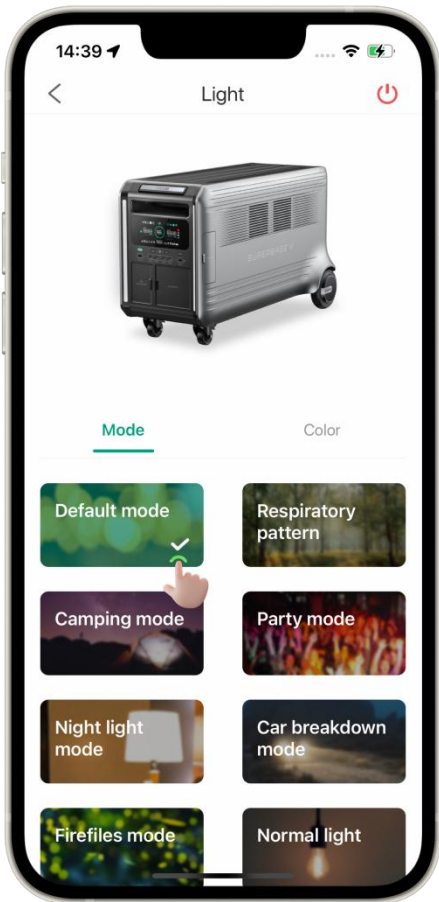 14:39
Light
SUPERBASE V
Mode
Color
Default mode
Respiratory
pattern
Camping mode
Party mode
Night light
mode
Car breakdown
mode
Firefiles mode
Normal light